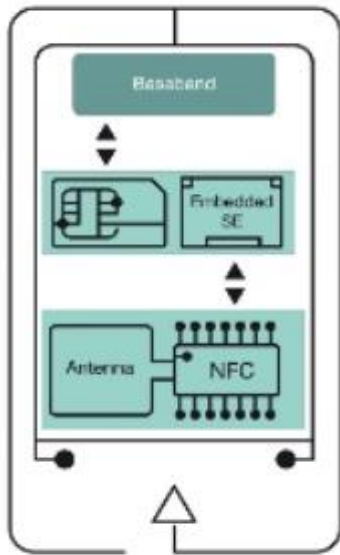 Baseband
Embedded
SE
Antenna
NFC